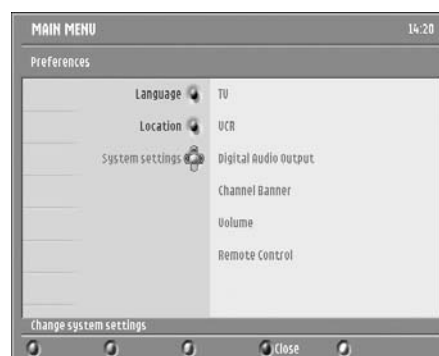 MAIN MENU 14:20
Preferences
Language TV
Location VCR
System settings Digital Audio Output
Channel Banner
Volume
Remote Control
Change system settings
Close